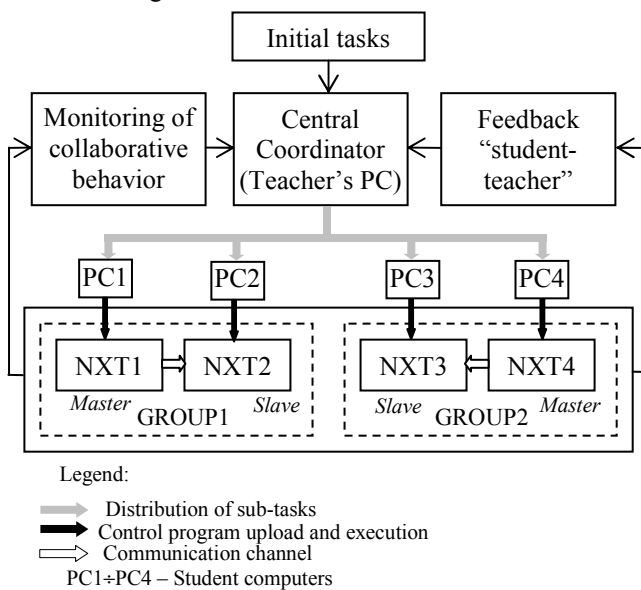 Initial tasks
Monitoring of
collaborative
behavior
Central
Coordinator
(Teacher's PC)
Feedback
“student-
teacher”
PC1
PC2
PC3
PC4
NXT1
NXT2
NXT3
NXT4
Master
Slave
Slave
Master
GROUP1
GROUP2
Legend:
Distribution of sub-tasks
Control program upload and execution
Communication channel
PC1÷PC4 – Student computers